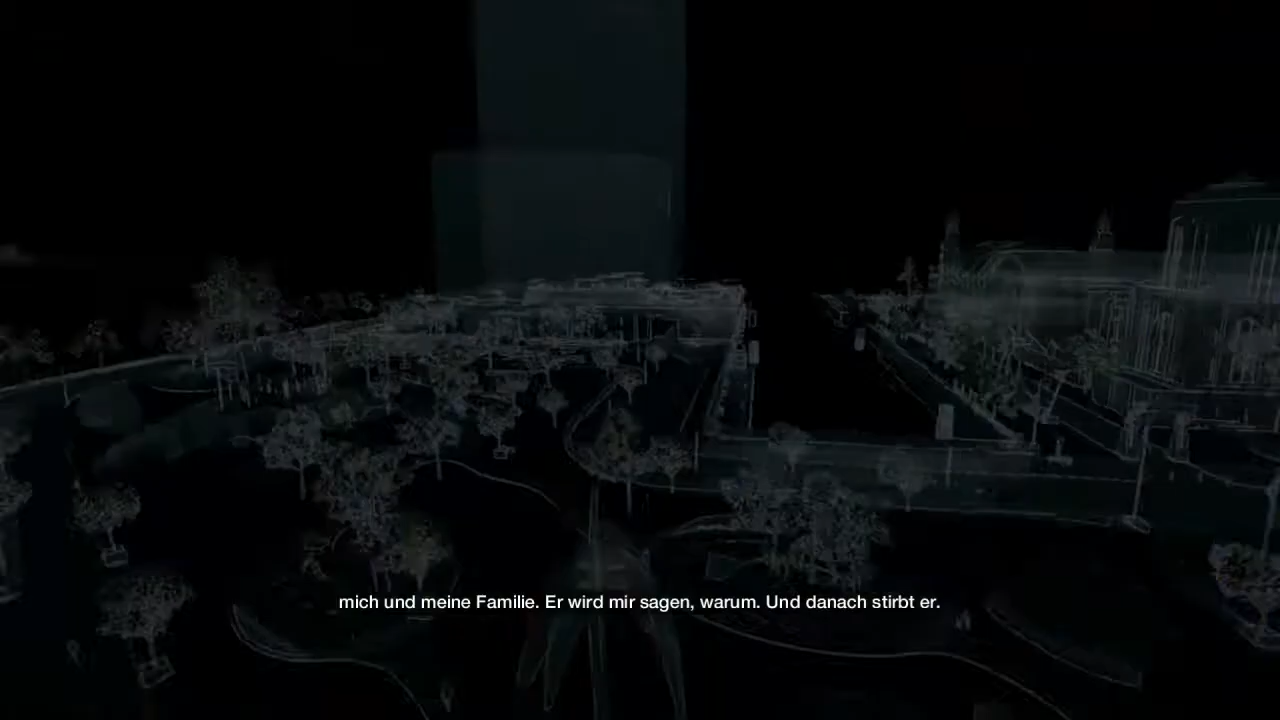 mich und meine Familie. Er wird mir sagen, warum. Und danach stirbt er.